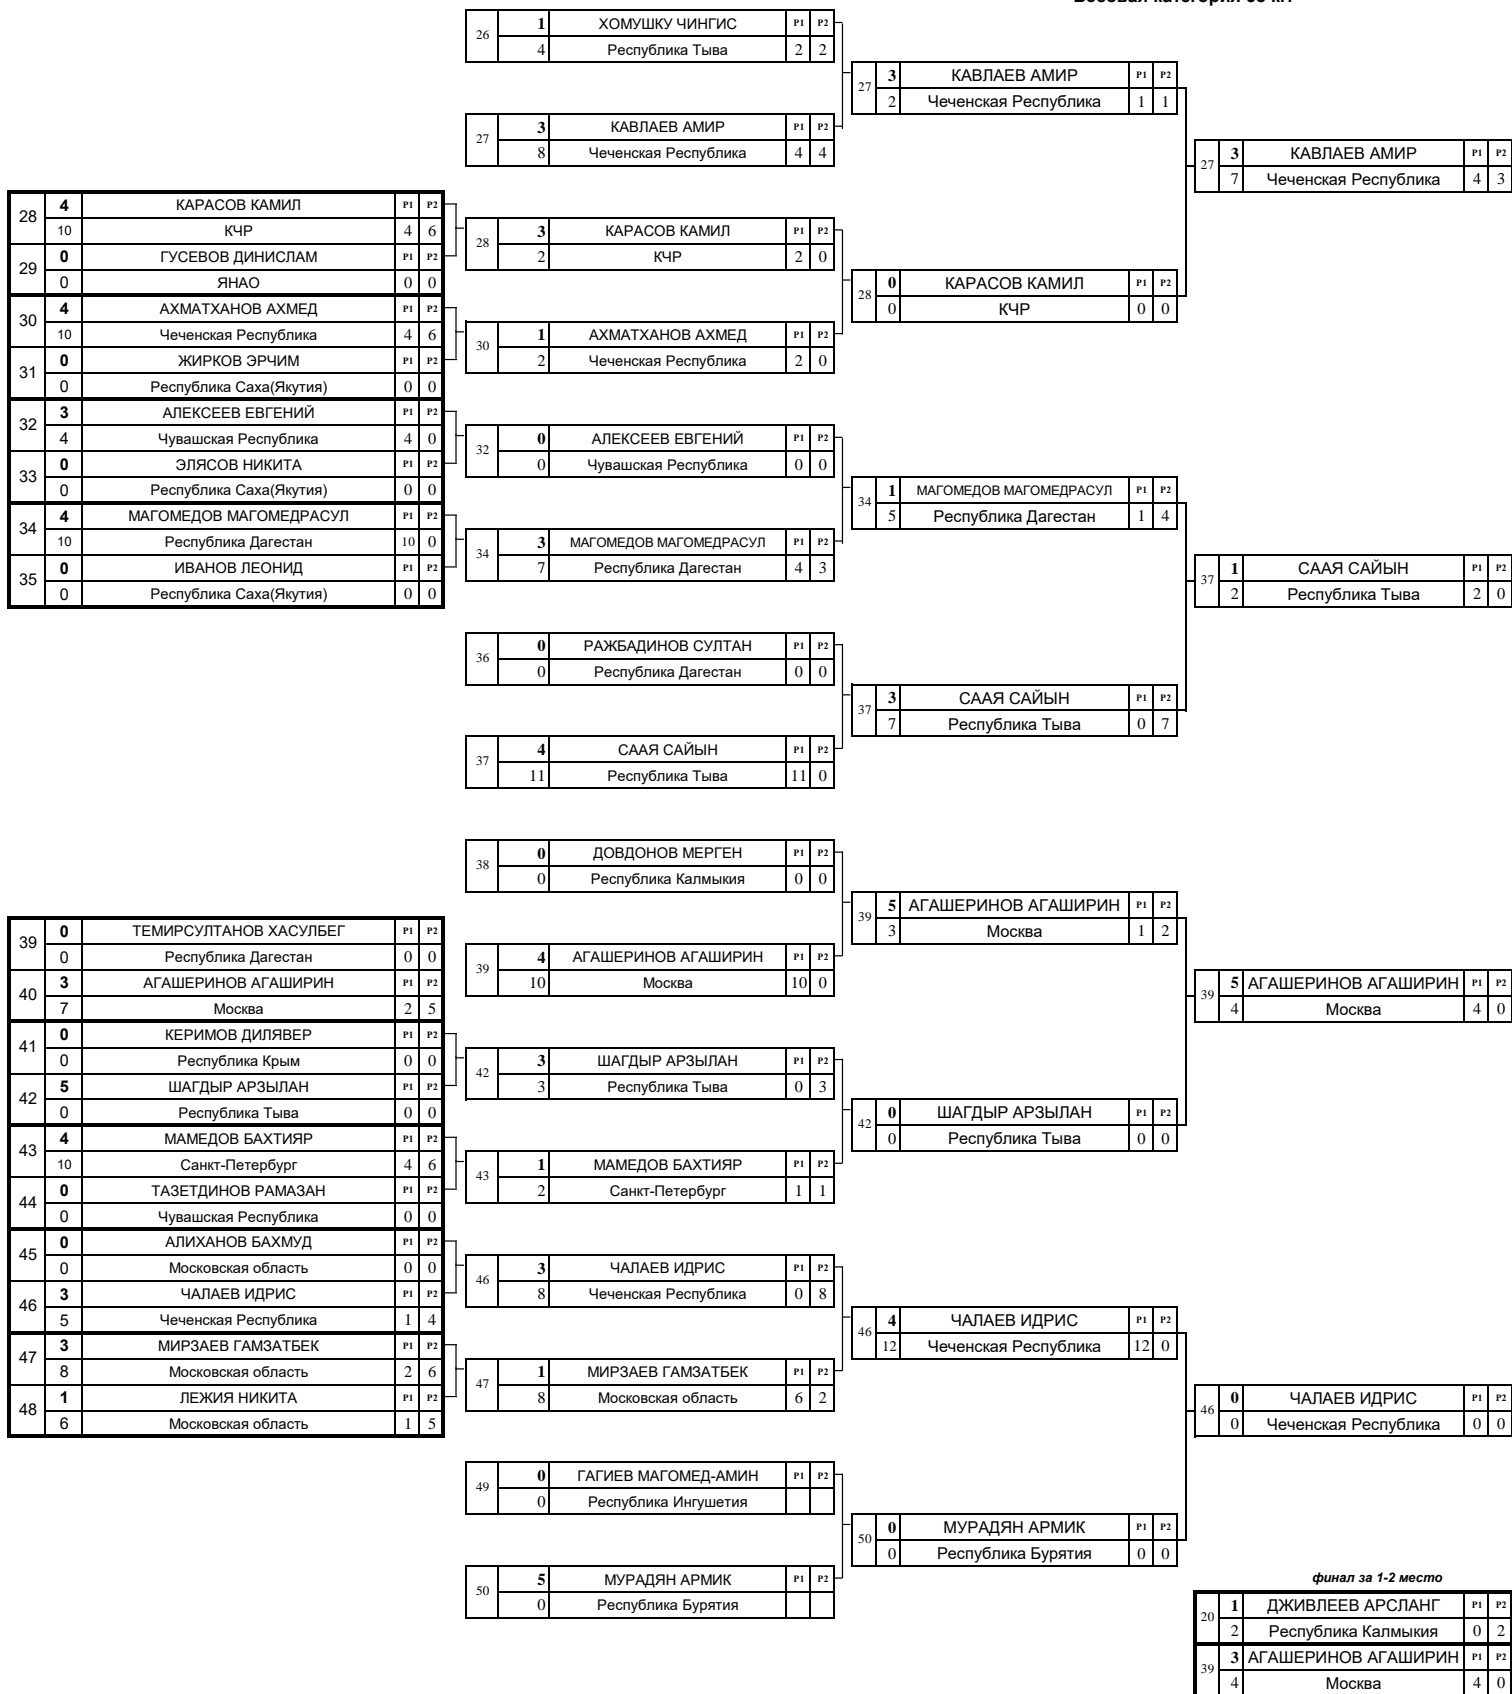 26 1 ХОМУШКУ ЧИНГИС P1 P2
4 Республика Тыва 2 2
27 3 КАВЛАЕВ АМИР P1 P2
2 Чеченская Республика 1 1
27 3 КАВЛАЕВ АМИР P1 P2
8 Чеченская Республика 4 4
27 3 КАВЛАЕВ АМИР P1 P2
7 Чеченская Республика 4 3
28 4 КАРАСОВ КАМИЛ P1 P2
10 КЧР 4 6
29 0 ГУСЕВОВ ДИНИСЛАМ P1 P2
0 ЯНАО 0 0
28 3 КАРАСОВ КАМИЛ P1 P2
2 КЧР 2 0
28 0 КАРАСОВ КАМИЛ P1 P2
0 КЧР 0 0
30 4 АХМАТХАНОВ АХМЕД P1 P2
10 Чеченская Республика 4 6
31 0 ЖИРКОВ ЭРЧИМ P1 P2
0 Республика Саха(Якутия) 0 0
30 1 АХМАТХАНОВ АХМЕД P1 P2
2 Чеченская Республика 2 0
32 3 АЛЕКСЕЕВ ЕВГЕНИЙ P1 P2
4 Чувашская Республика 4 0
33 0 ЭЛЯСОВ НИКИТА P1 P2
0 Республика Саха(Якутия) 0 0
32 0 АЛЕКСЕЕВ ЕВГЕНИЙ P1 P2
0 Чувашская Республика 0 0
34 1 МАГОМЕДОВ МАГОМЕДРАСУЛ P1 P2
5 Республика Дагестан 1 4
34 4 МАГОМЕДОВ МАГОМЕДРАСУЛ P1 P2
10 Республика Дагестан 10 0
35 0 ИВАНОВ ЛЕОНИД P1 P2
0 Республика Саха(Якутия) 0 0
34 3 МАГОМЕДОВ МАГОМЕДРАСУЛ P1 P2
7 Республика Дагестан 4 3
37 1 СААЯ САЙЫН P1 P2
2 Республика Тыва 2 0
36 0 РАЖБАДИНОВ СУЛТАН P1 P2
0 Республика Дагестан 0 0
37 3 СААЯ САЙЫН P1 P2
7 Республика Тыва 0 7
37 4 СААЯ САЙЫН P1 P2
11 Республика Тыва 11 0
38 0 ДОВДОНОВ МЕРГЕН P1 P2
0 Республика Калмыкия 0 0
39 5 АГАШЕРИНОВ АГАШИРИН P1 P2
3 Москва 1 2
39 0 ТЕМИРСУЛТАНОВ ХАСУЛБЕГ P1 P2
0 Республика Дагестан 0 0
40 3 АГАШЕРИНОВ АГАШИРИН P1 P2
7 Москва 2 5
39 4 АГАШЕРИНОВ АГАШИРИН P1 P2
10 Москва 10 0
39 5 АГАШЕРИНОВ АГАШИРИН P1 P2
4 Москва 4 0
41 0 КЕРИМОВ ДИЛЯВЕР P1 P2
0 Республика Крым 0 0
42 5 ШАГДЫР АРЗЫЛАН P1 P2
0 Республика Тыва 0 0
42 3 ШАГДЫР АРЗЫЛАН P1 P2
3 Республика Тыва 0 3
42 0 ШАГДЫР АРЗЫЛАН P1 P2
0 Республика Тыва 0 0
43 4 МАМЕДОВ БАХТИЯР P1 P2
10 Санкт-Петербург 4 6
44 0 ТАЗЕТДИНОВ РАМАЗАН P1 P2
0 Чувашская Республика 0 0
43 1 МАМЕДОВ БАХТИЯР P1 P2
2 Санкт-Петербург 1 1
45 0 АЛИХАНОВ БАХМУД P1 P2
0 Московская область 0 0
46 3 ЧАЛАЕВ ИДРИС P1 P2
5 Чеченская Республика 1 4
46 3 ЧАЛАЕВ ИДРИС P1 P2
8 Чеченская Республика 0 8
46 4 ЧАЛАЕВ ИДРИС P1 P2
12 Чеченская Республика 12 0
47 3 МИРЗАЕВ ГАМЗАТБЕК P1 P2
8 Московская область 2 6
48 1 ЛЕЖИЯ НИКИТА P1 P2
6 Московская область 1 5
47 1 МИРЗАЕВ ГАМЗАТБЕК P1 P2
8 Московская область 6 2
46 0 ЧАЛАЕВ ИДРИС P1 P2
0 Чеченская Республика 0 0
49 0 ГАГИЕВ МАГОМЕД-АМИН P1 P2
0 Республика Ингушетия
50 0 МУРАДЯН АРМИК P1 P2
0 Республика Бурятия 0 0
50 5 МУРАДЯН АРМИК P1 P2
0 Республика Бурятия
финал за 1-2 место
20 1 ДЖИВЛЕЕВ АРСЛАНГ P1 P2
2 Республика Калмыкия 0 2
39 3 АГАШЕРИНОВ АГАШИРИН P1 P2
4 Москва 4 0